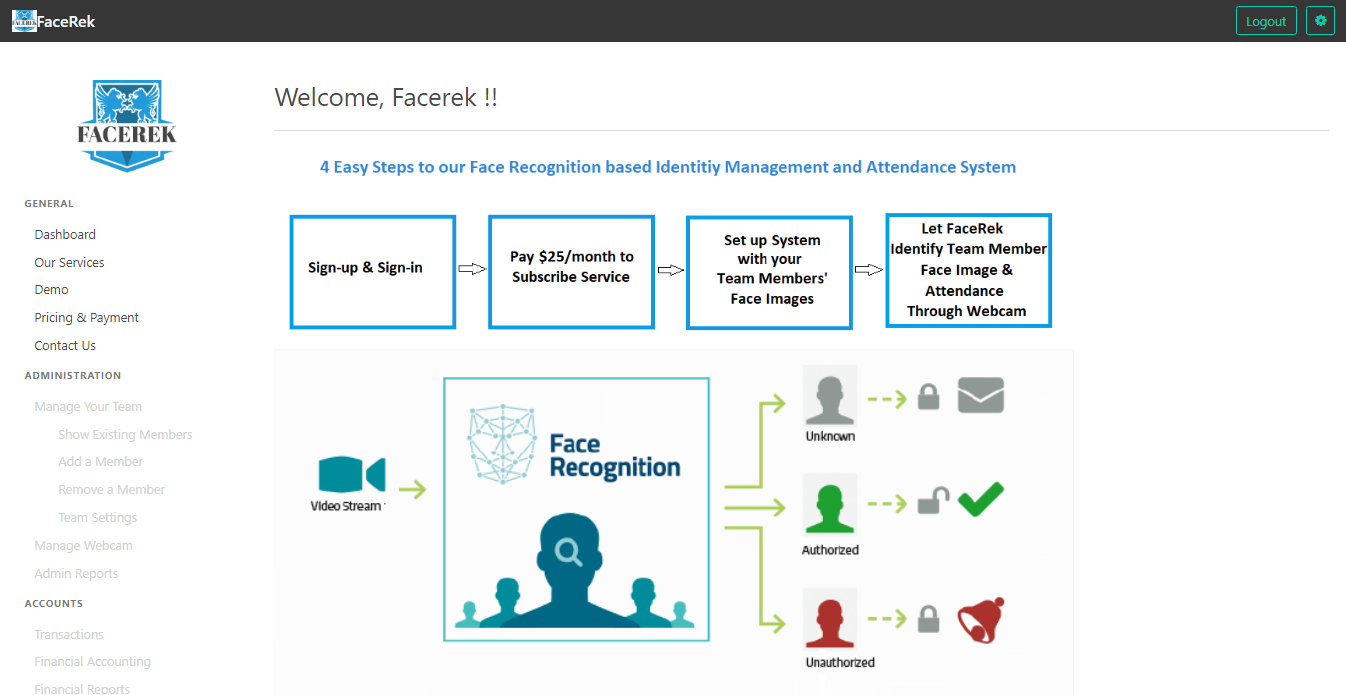 FACEREK FaceRek
Logout
FACEREK
GENERAL
Dashboard
Our Services
Demo
Pricing & Payment
Contact Us
ADMINISTRATION
Manage Your Team
Show Existing Members
Add a Member
Remove a Member
Team Settings
Manage Webcam
Admin Reports
ACCOUNTS
Transactions
Financial Accounting
Financial Reports
Welcome, Facerek !!
4 Easy Steps to our Face Recognition based Identitiy Management and Attendance System
Sign-up & Sign-in
Pay $25/month to
Subscribe Service
Set up System
with your
Team Members'
Face Images
Let FaceRek
Identify Team Member
Face Image &
Attendance
Through Webcam
Video Stream
Face
Recognition
Unknown
Authorized
Unauthorized